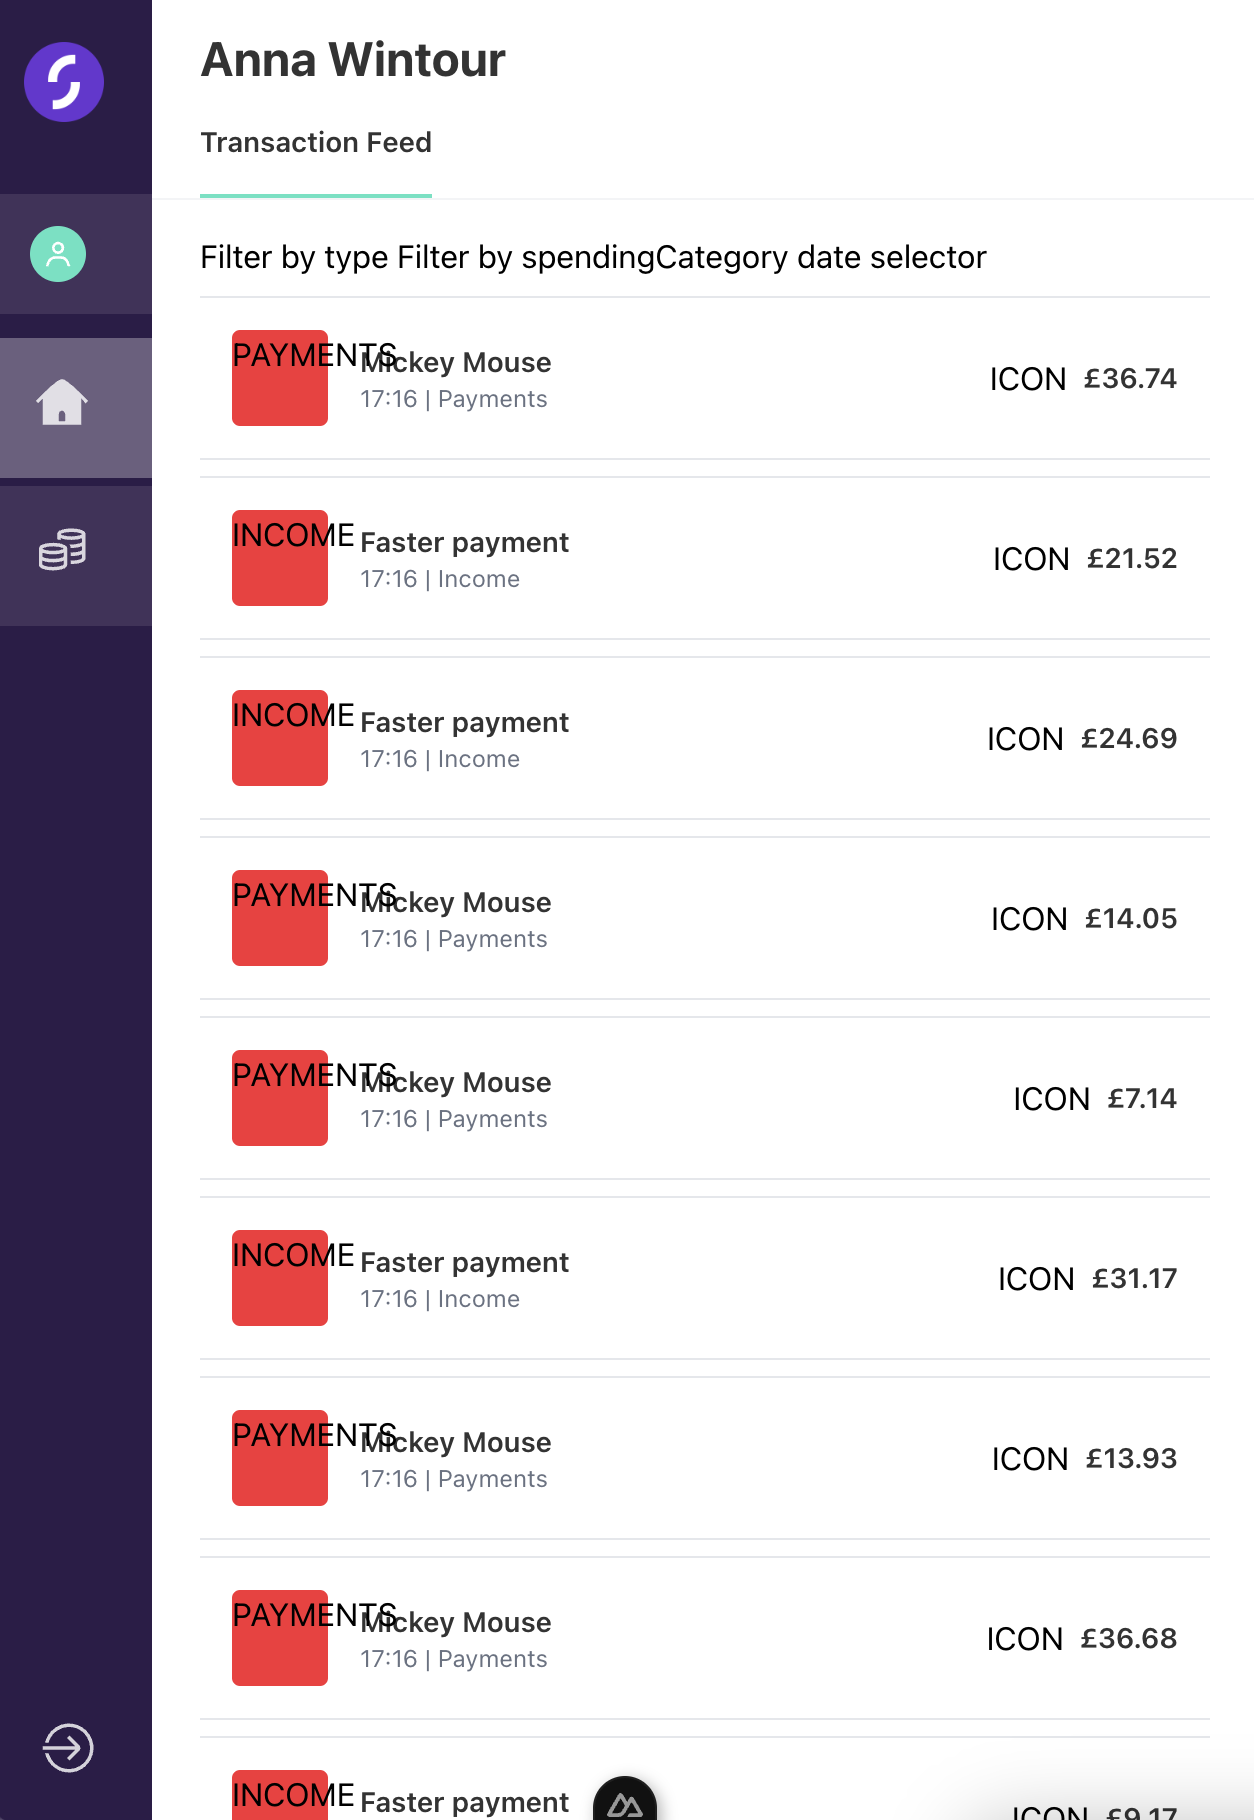 Anna Wintour
Transaction Feed
Filter by type Filter by spendingCategory date selector
PAYMENTS
Mickey Mouse
17:16 | Payments
ICON £36.74
INCOME
Faster payment
17:16 | Income
ICON £21.52
INCOME
Faster payment
17:16 | Income
ICON £24.69
PAYMENTS
Mickey Mouse
17:16 | Payments
ICON £14.05
PAYMENTS
Mickey Mouse
17:16 | Payments
ICON £7.14
INCOME
Faster payment
17:16 | Income
ICON £31.17
PAYMENTS
Mickey Mouse
17:16 | Payments
ICON £13.93
PAYMENTS
Mickey Mouse
17:16 | Payments
ICON £36.68
INCOME
Faster payment
ICON £9.17